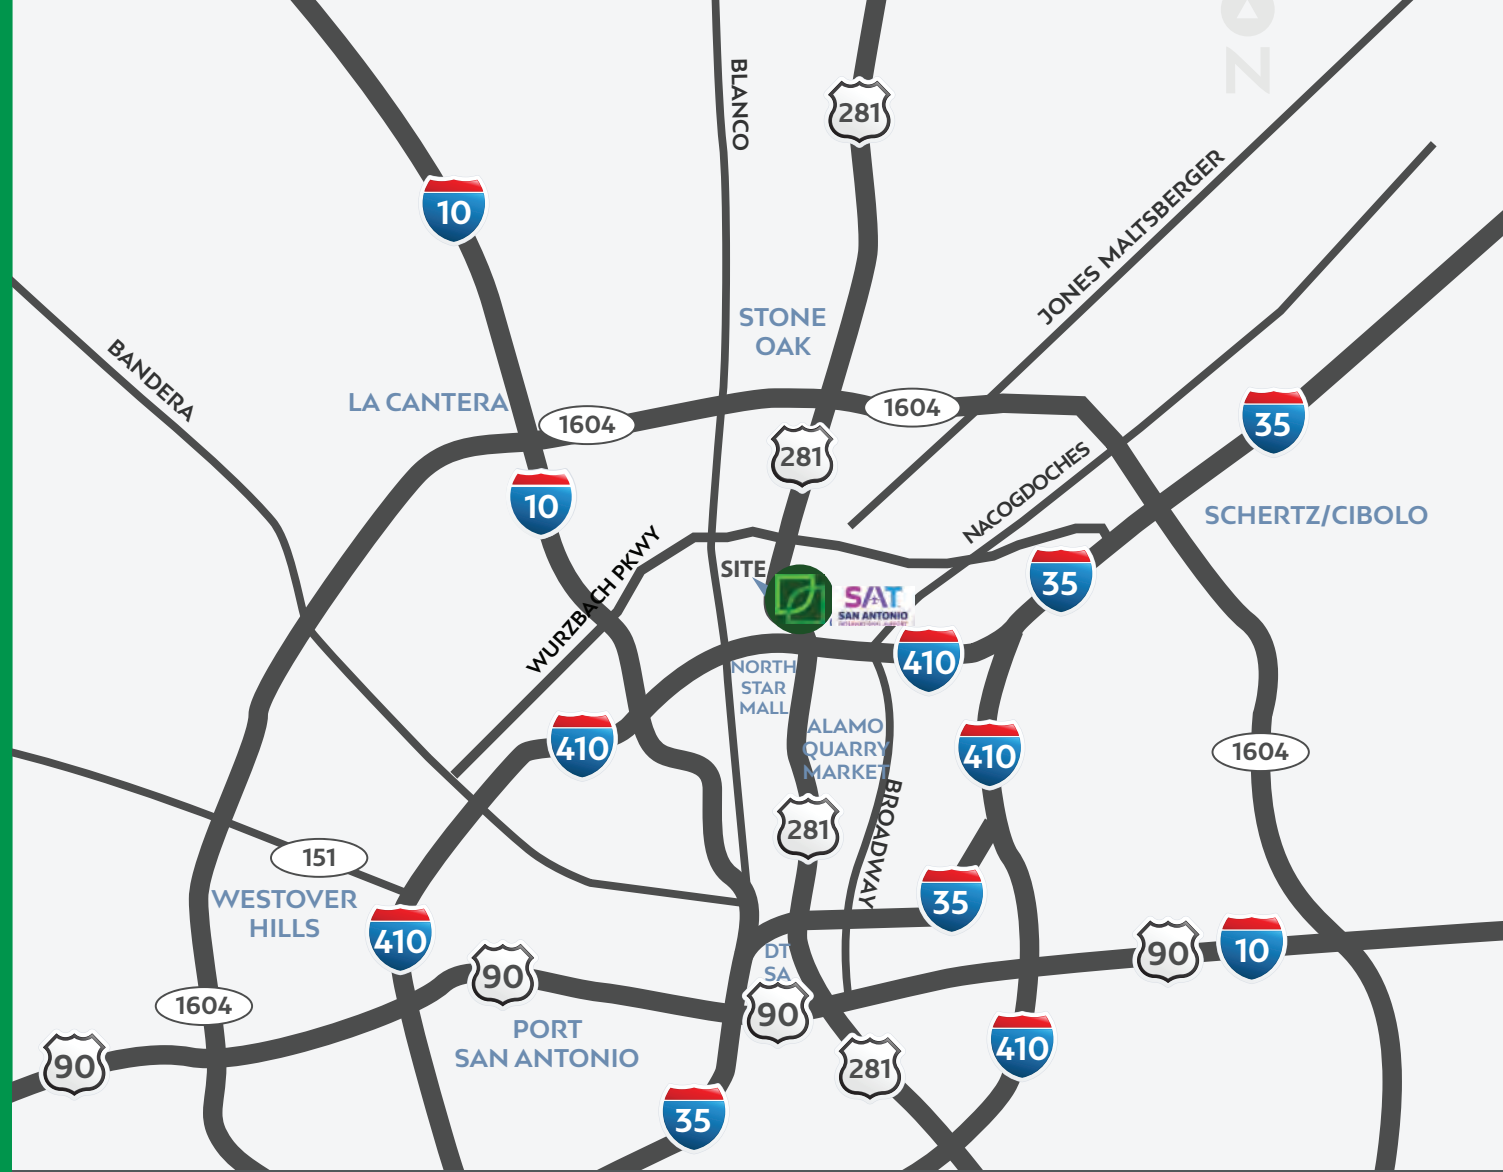 N
BLANCO
281
10
JONES MALTSBERGER
STONE
OAK
BANDERA
LA CANTERA
1604
1604
35
281
NACOGDOCHES
10
SCHERTZ/CIBOLO
WURZBACH PKWY
SITE
35
SAT
SAN ANTONIO
INTERNATIONAL AIRPORT
410
NORTH
STAR
MALL
ALAMO
QUARRY
MARKET
410
410
1604
BROADWAY
281
151
WESTOVER
HILLS
35
410
90
10
DT
SA
90
1604
90
PORT
SAN ANTONIO
410
90
281
35